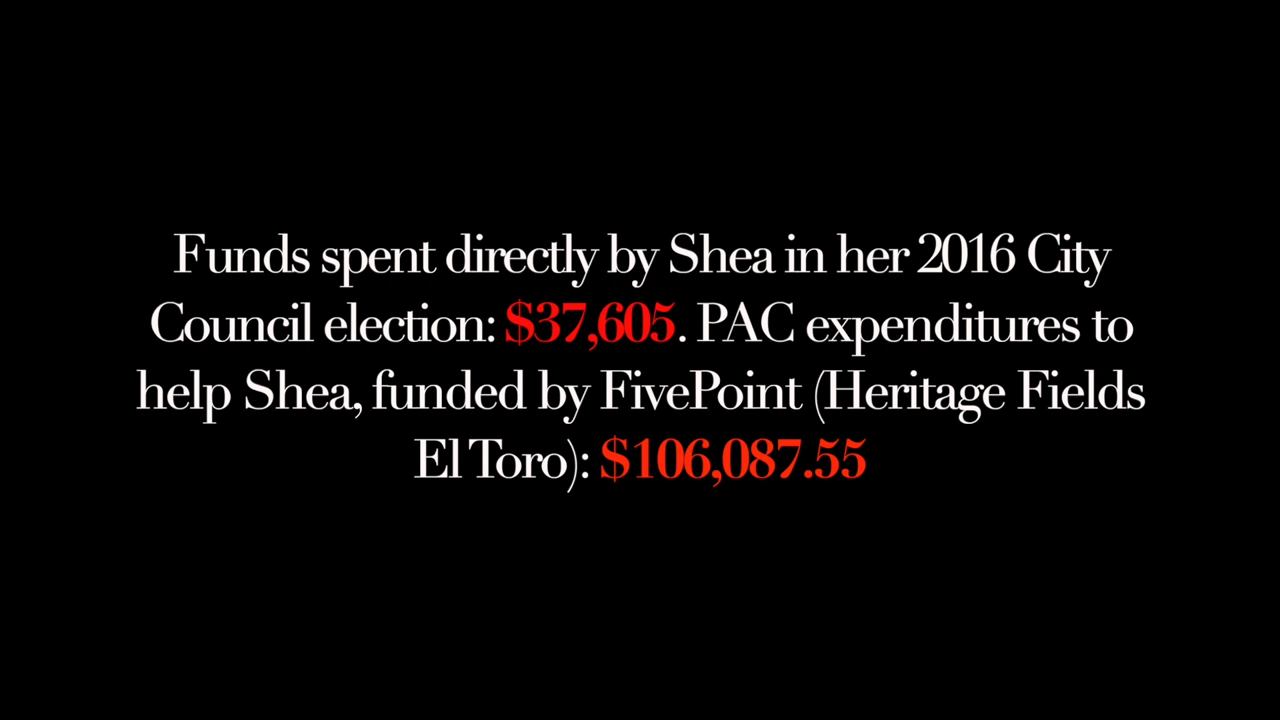 Funds spent directly by Shea in her 2016 City
Council election: $37,605. PAC expenditures to
help Shea, funded by FivePoint (Heritage Fields
El Toro): $106,087.55